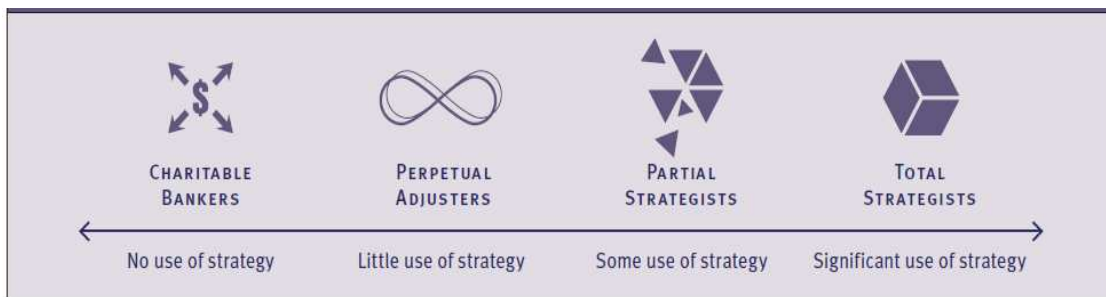 $
CHARITABLE
BANKERS
PERPETUAL
ADJUSTERS
PARTIAL
STRATEGISTS
TOTAL
STRATEGISTS
No use of strategy
Little use of strategy
Some use of strategy
Significant use of strategy